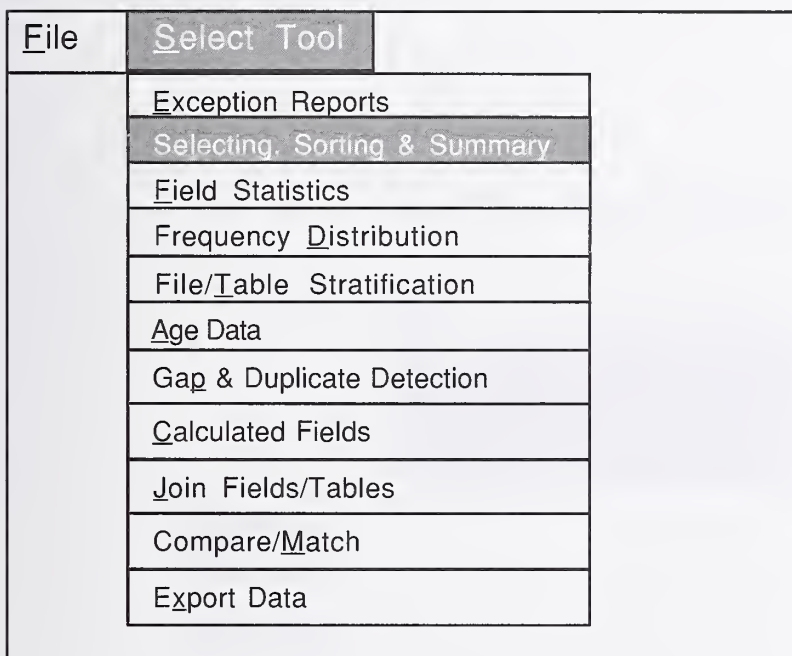 File Select Tool
Exception Reports
Selecting. Sorting & Summary
Field Statistics
Frequency Distribution
File/Table Stratification
Age Data
Gap & Duplicate Detection
Calculated Fields
Join Fields/Tables
Compare/Match
Export Data